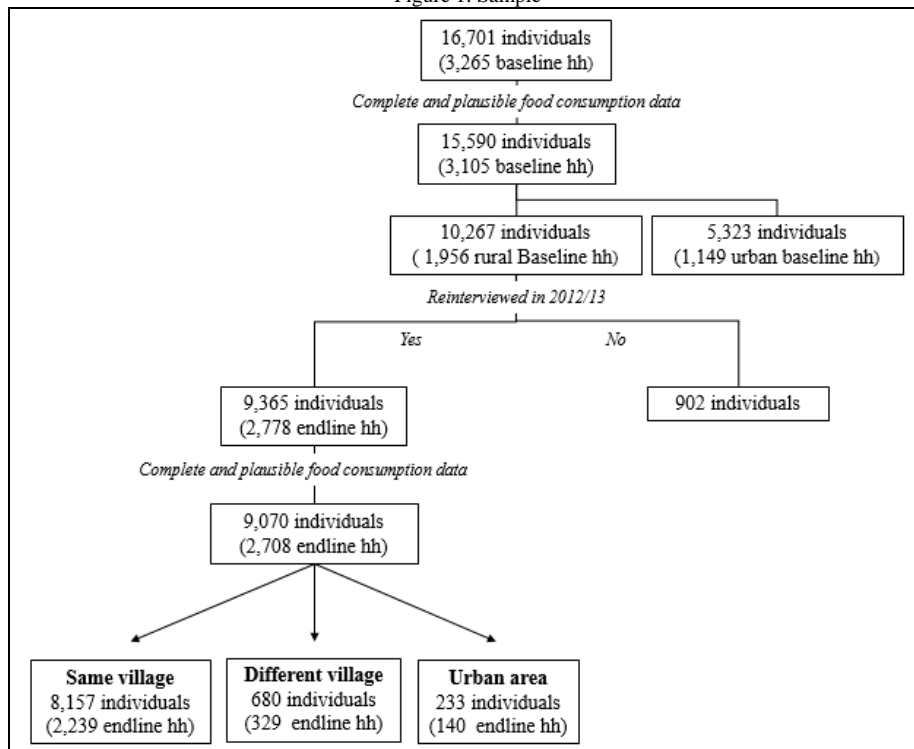 Figure 1: Sample
16,701 individuals
(3,265 baseline hh)
Complete and plausible food consumption data
15,590 individuals
(3,105 baseline hh)
10,267 individuals
( 1,956 rural Baseline hh)
5,323 individuals
(1,149 urban baseline hh)
Reinterviewed in 2012/13
Yes
No
9,365 individuals
(2,778 endline hh)
902 individuals
Complete and plausible food consumption data
9,070 individuals
(2,708 endline hh)
Same village
8,157 individuals
(2,239 endline hh)
Different village
680 individuals
(329 endline hh)
Urban area
233 individuals
(140 endline hh)